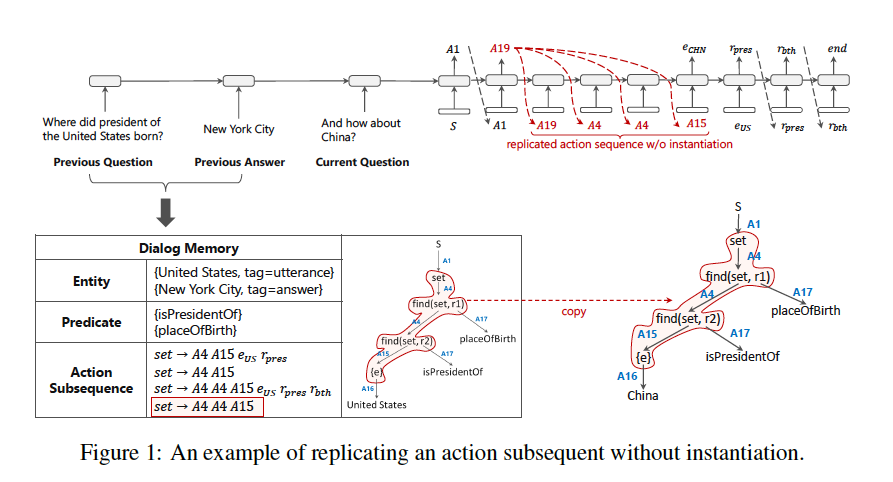 A1 A19 e_CHN r_pres r_bth end
Where did president of
the United States born?
New York City
And how about
China?
S A1 A19 A4 A4 A15 e_US r_pres r_bth
Previous Question Previous Answer Current Question
replicated action sequence w/o instantiation
Dialog Memory
Entity
{United States, tag=utterance}
{New York City, tag=answer}
Predicate
{isPresidentOf}
{placeOfBirth}
Action
Subsequence
set → A4 A15 e_US r_pres
set → A4 A15
set → A4 A4 A15 e_US r_pres r_bth
set → A4 A4 A15
S
A1
set
A4
find(set, r1)
A4 A17
placeOfBirth
find(set, r2)
A15 A17
{e} isPresidentOf
A16
United States
copy
S
A1
set
A4
find(set, r1)
A4 A17
placeOfBirth
find(set, r2)
A15 A17
{e} isPresidentOf
A16
China
Figure 1: An example of replicating an action subsequent without instantiation.